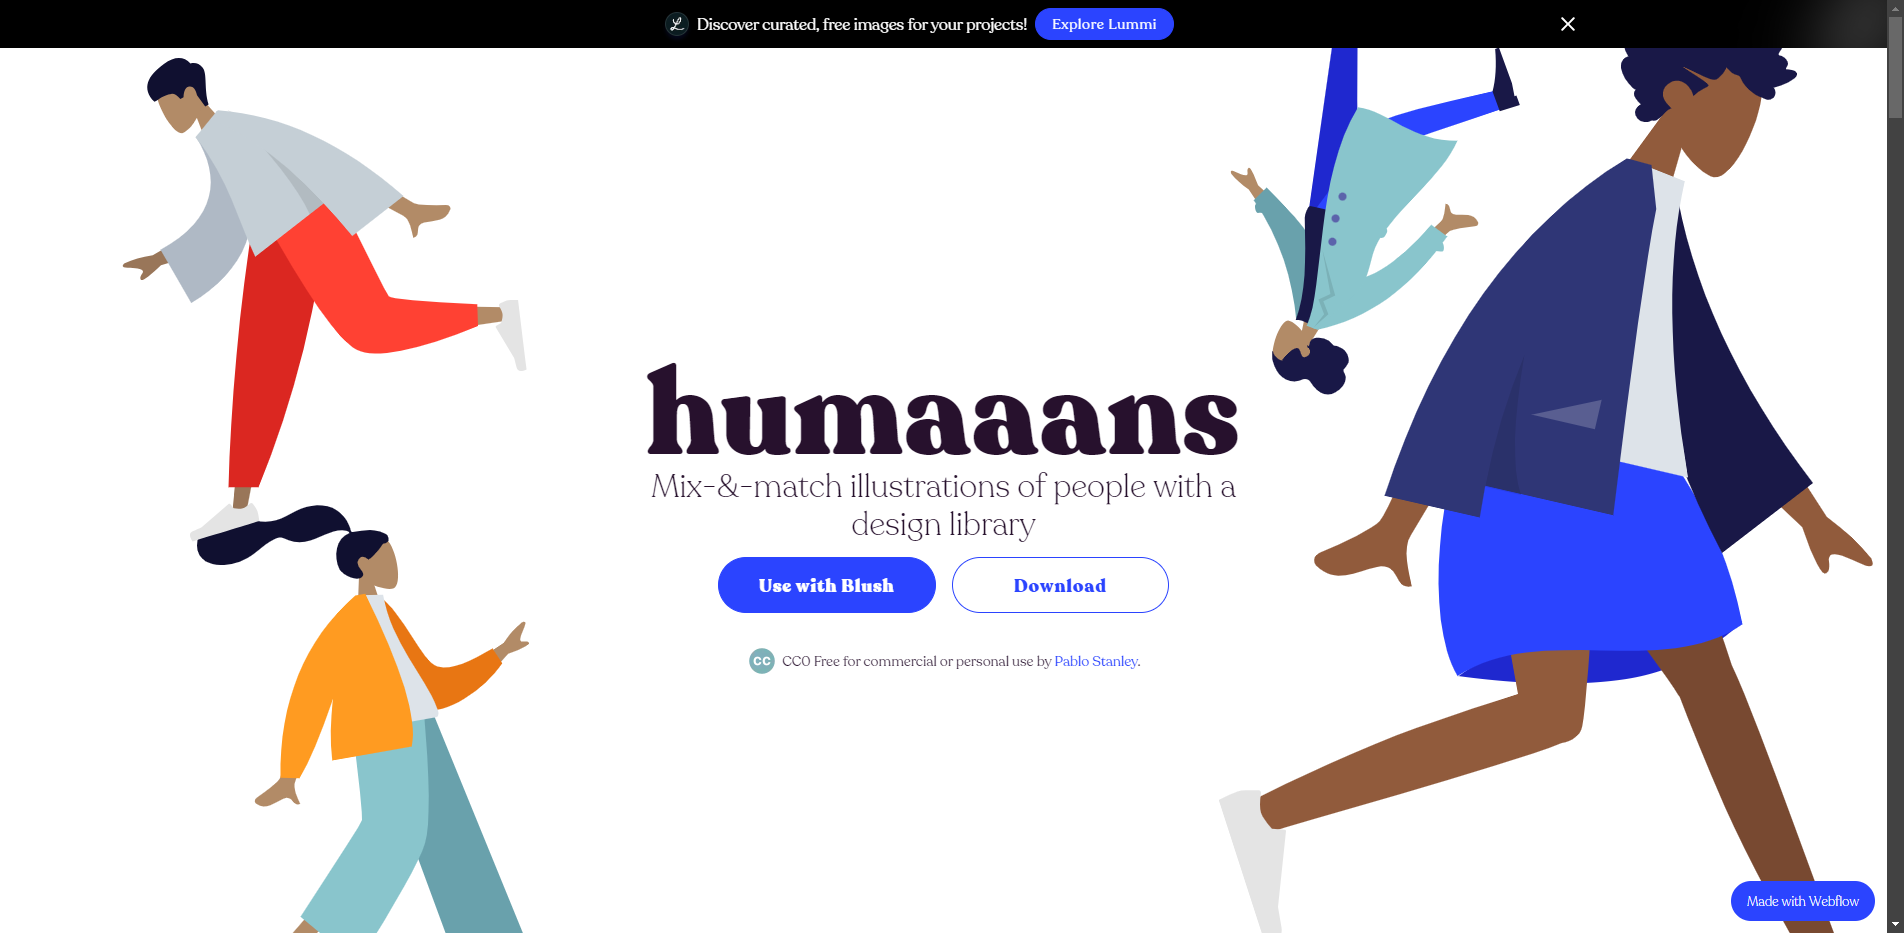 Discover curated, free images for your projects! Explore Lummi
humaaans
Mix-&-match illustrations of people with a
design library
Use with Blush
Download
CC CC0 Free for commercial or personal use by Pablo Stanley.
Made with Webflow